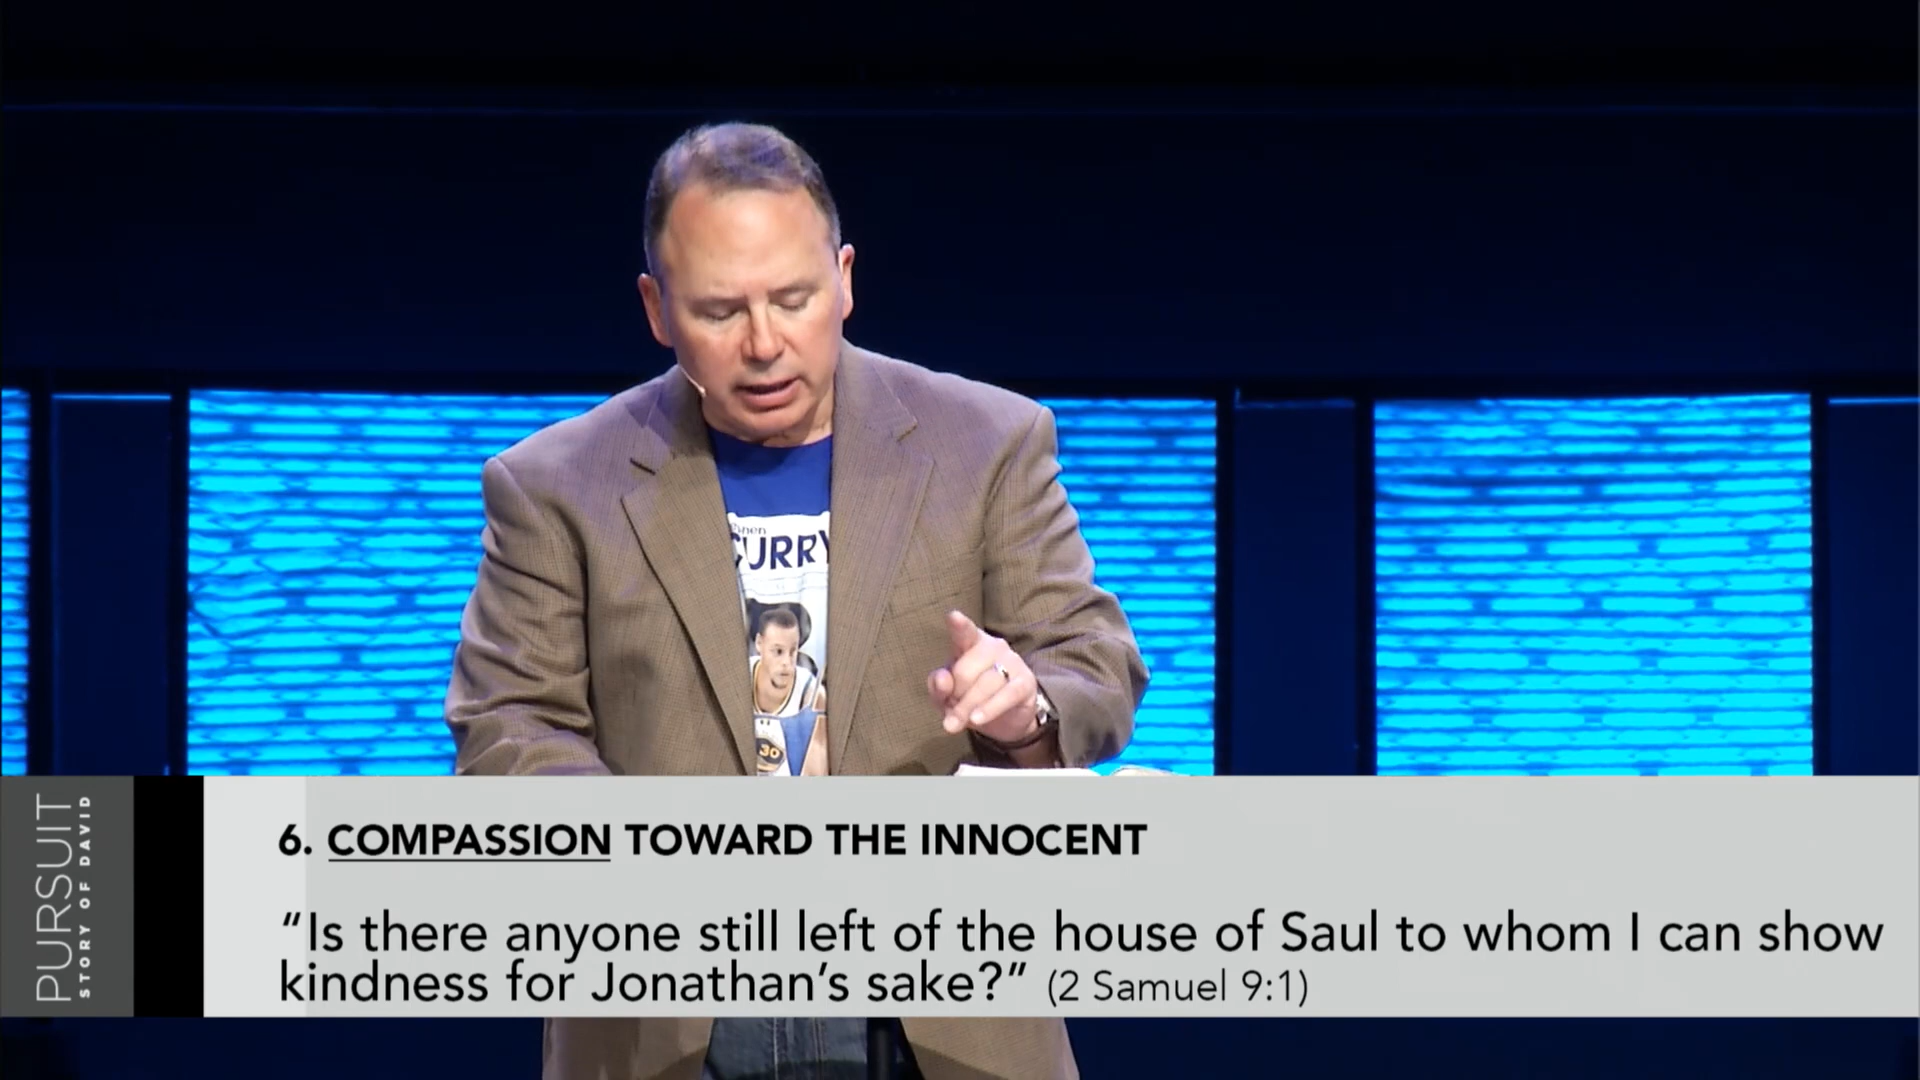 CURRY
30
PURSUIT
STORY OF DAVID
6. COMPASSION TOWARD THE INNOCENT
“Is there anyone still left of the house of Saul to whom I can show
kindness for Jonathan’s sake?” (2 Samuel 9:1)